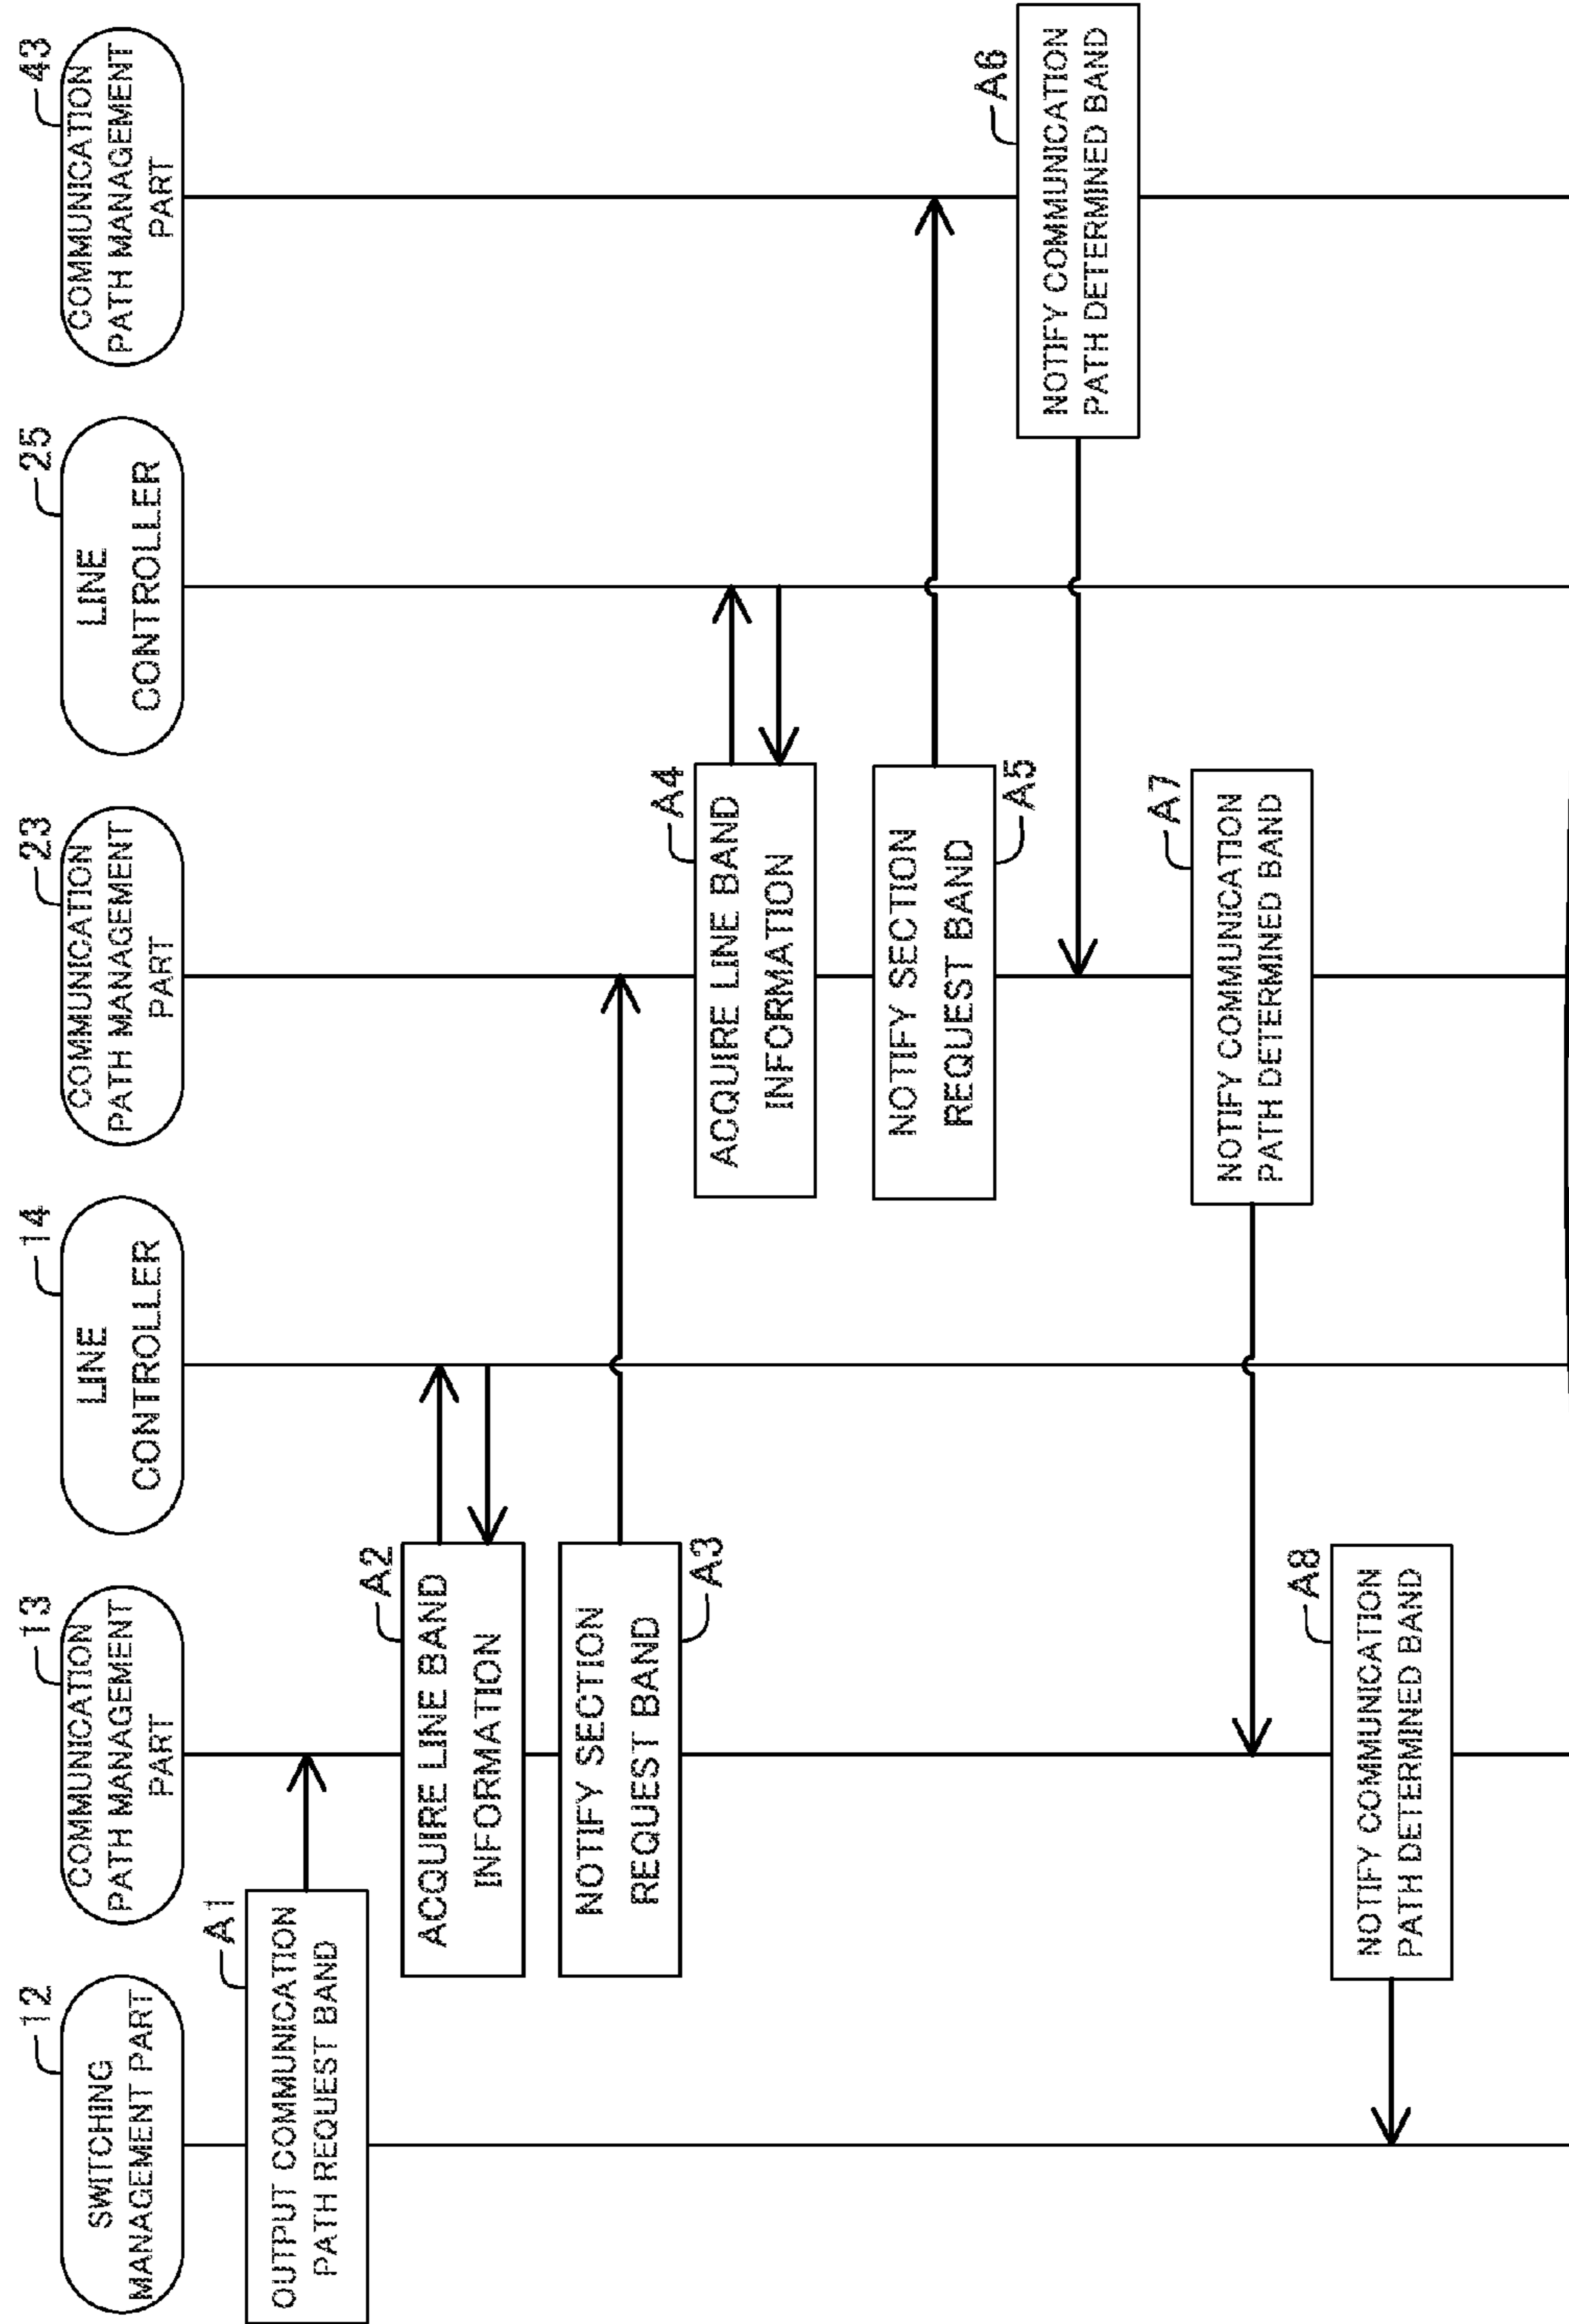 12
SWITCHING
MANAGEMENT PART
13
COMMUNICATION
PATH MANAGEMENT
PART
14
LINE
CONTROLLER
23
COMMUNICATION
PATH MANAGEMENT
PART
25
LINE
CONTROLLER
43
COMMUNICATION
PATH MANAGEMENT
PART
A1
OUTPUT COMMUNICATION
PATH REQUEST BAND
A2
ACQUIRE LINE BAND
INFORMATION
NOTIFY SECTION
REQUEST BAND
A3
A4
ACQUIRE LINE BAND
INFORMATION
NOTIFY SECTION
REQUEST BAND
A5
A6
NOTIFY COMMUNICATION
PATH DETERMINED BAND
A7
NOTIFY COMMUNICATION
PATH DETERMINED BAND
A8
NOTIFY COMMUNICATION
PATH DETERMINED BAND